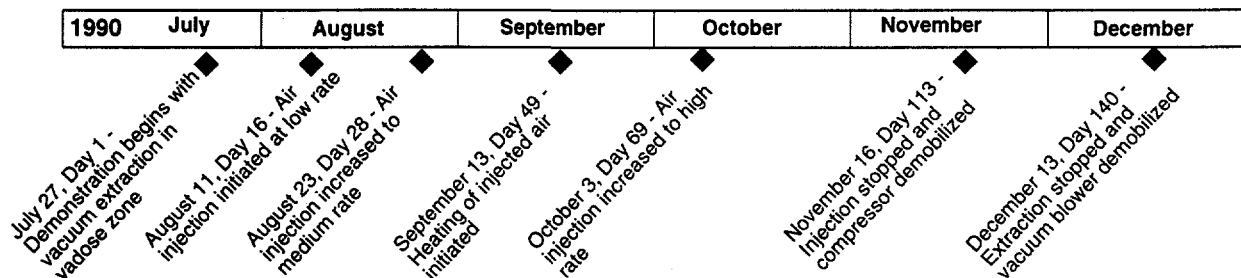 1990 July August September October November December
July 27, Day 1 -
Demonstration begins with
vacuum extraction in
vadose zone
August 11, Day 16 - Air
injection initiated at low rate
August 23, Day 28 - Air
injection increased to
medium rate
September 13, Day 49 -
Heating of injected air
initiated
October 3, Day 69 - Air
injection increased to high
rate
November 16, Day 113 -
Injection stopped and
compressor demobilized
December 13, Day 140 -
Extraction stopped and
vacuum blower demobilized